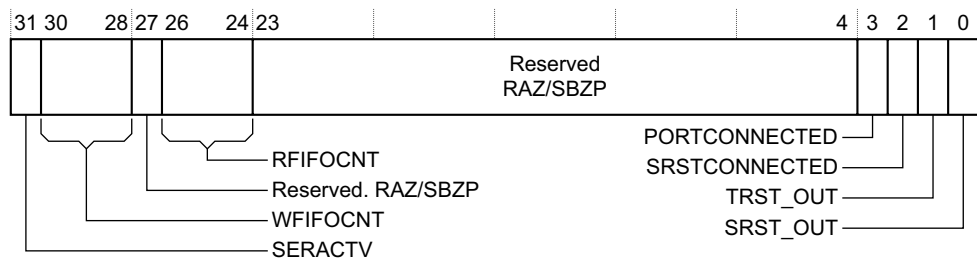 31 30 28 27 26 24 23 4 3 2 1 0
Reserved
RAZ/SBZP
PORTCONNECTED
RFIFOCNT
SRSTCONNECTED
Reserved. RAZ/SBZP
TRST_OUT
WFIFOCNT
SRST_OUT
SERACTV